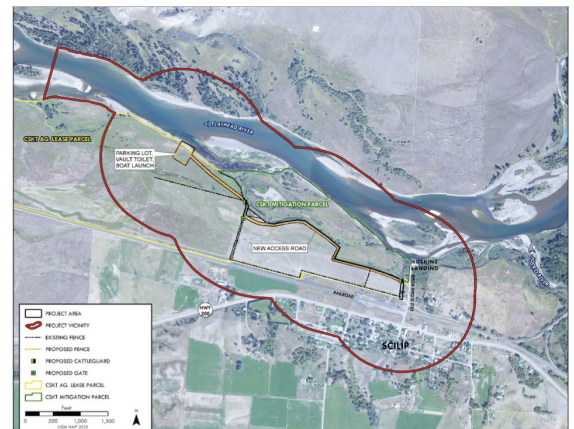 FLATHEAD RIVER
CSKT AG. LEASE PARCEL
PARKING LOT,
VAULT TOILET,
BOAT LAUNCH
CSKT MITIGATION PARCEL
NEW ACCESS ROAD
HOSKINS
LANDING
RAILROAD
HWY
200
PROJECT AREA
PROJECT VICINITY
EXISTING FENCE
PROPOSED FENCE
PROPOSED CATTLEGUARD
PROPOSED GATE
CSKT AG. LEASE PARCEL
CSKT MITIGATION PARCEL
Feet
0 500 1,000 1,500
N